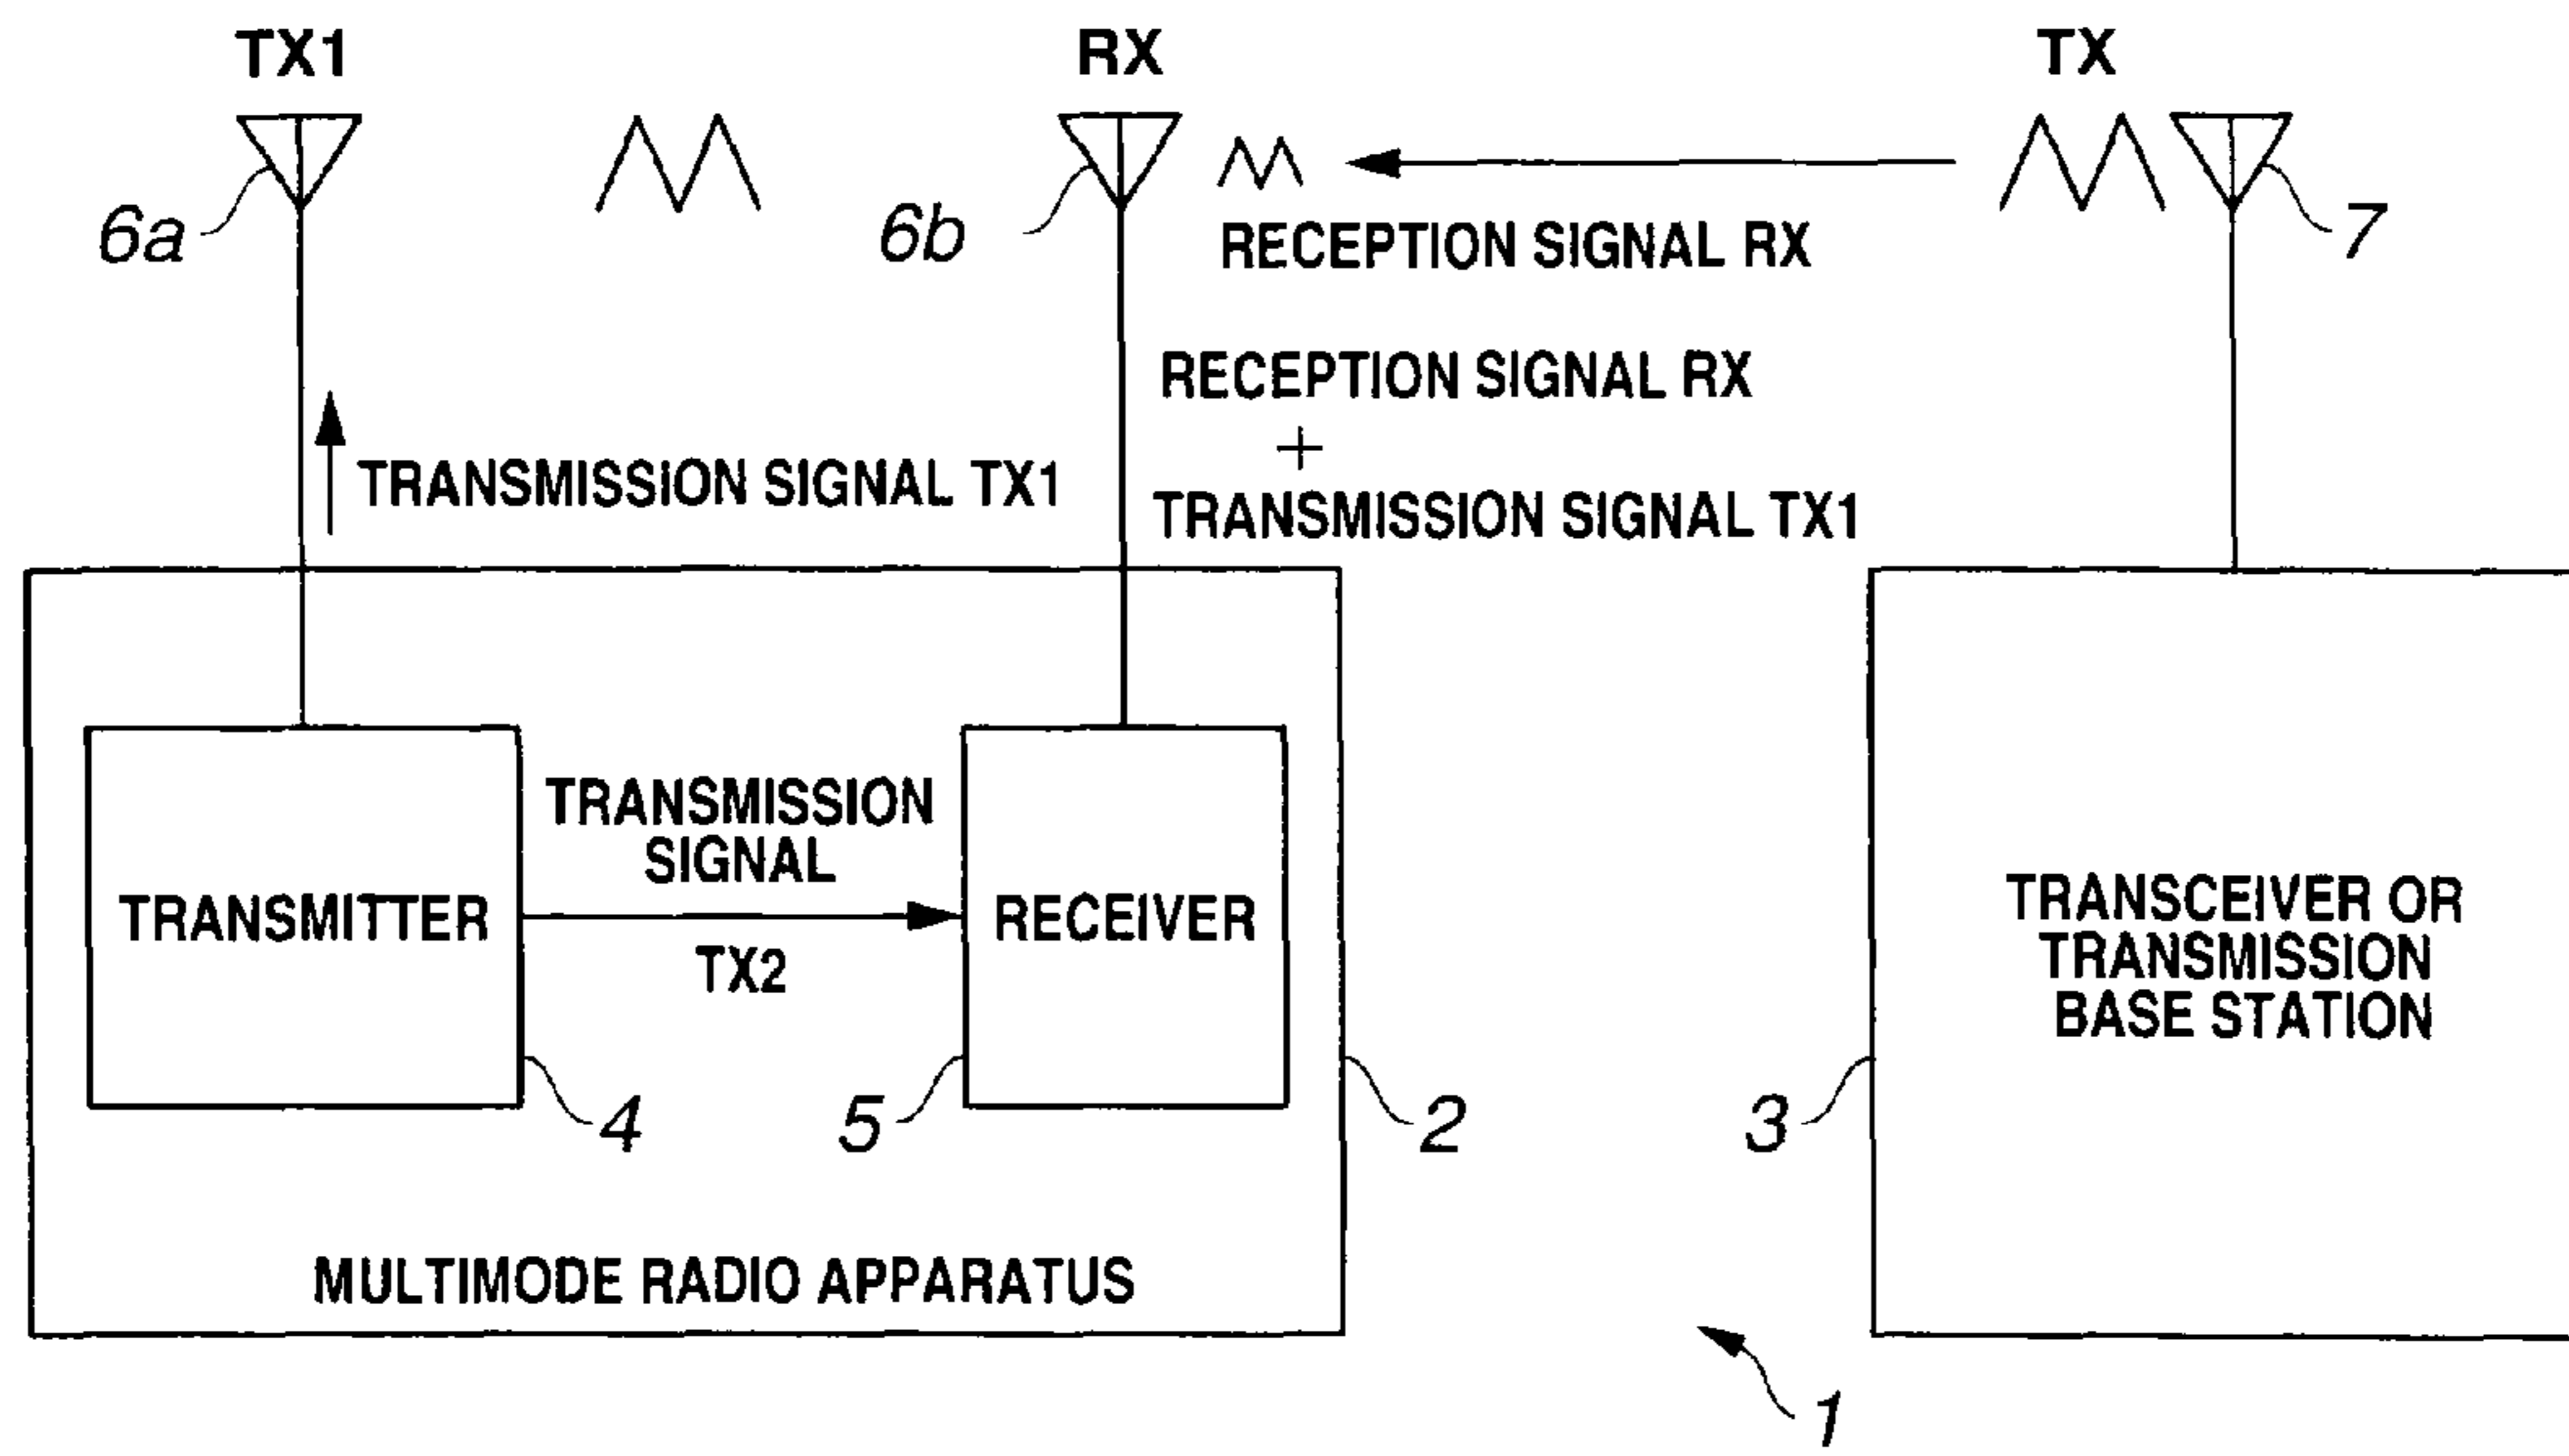 TX1
RX
TX
6a
6b
7
RECEPTION SIGNAL RX
RECEPTION SIGNAL RX
+
TRANSMISSION SIGNAL TX1
TRANSMISSION SIGNAL TX1
TRANSMISSION
SIGNAL
TX2
TRANSMITTER
RECEIVER
TRANSCEIVER OR
TRANSMISSION
BASE STATION
4
5
2
3
MULTIMODE RADIO APPARATUS
1